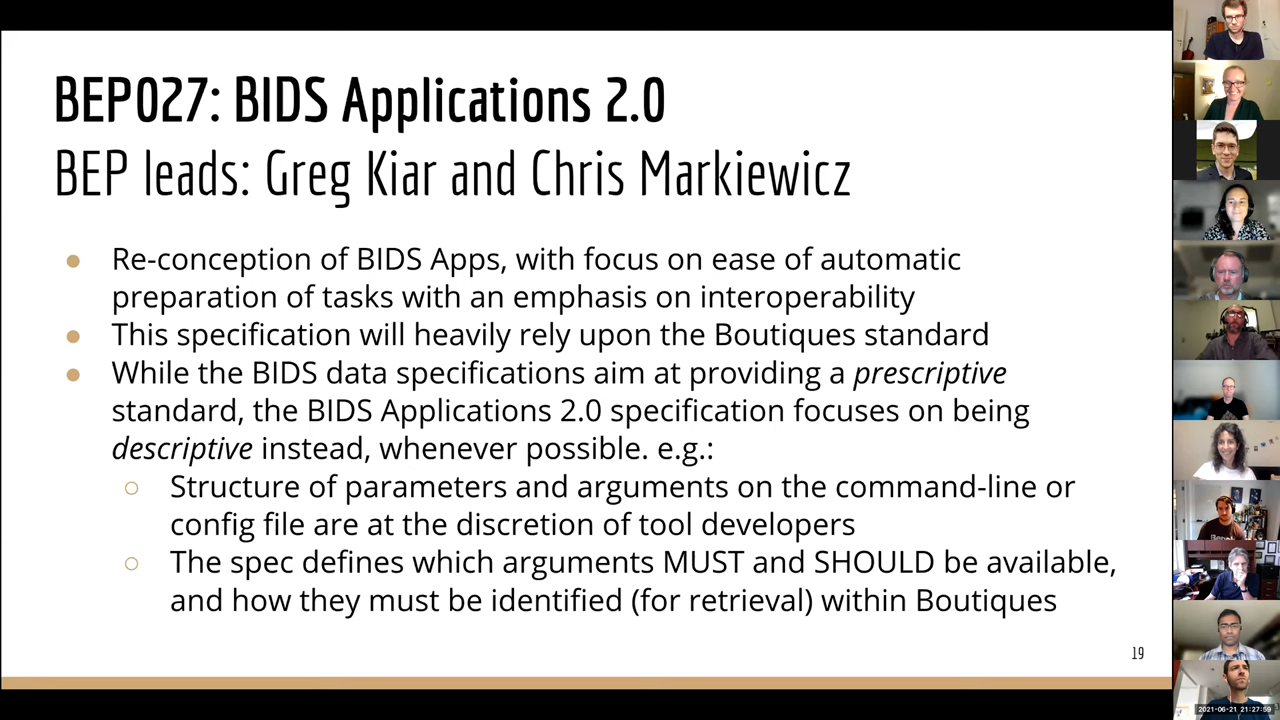 BEP027: BIDS Applications 2.0
BEP leads: Greg Kiar and Chris Markiewicz
● Re-conception of BIDS Apps, with focus on ease of automatic
preparation of tasks with an emphasis on interoperability
● This specification will heavily rely upon the Boutiques standard
● While the BIDS data specifications aim at providing a prescriptive
standard, the BIDS Applications 2.0 specification focuses on being
descriptive instead, whenever possible. e.g.:
○ Structure of parameters and arguments on the command-line or
config file are at the discretion of tool developers
○ The spec defines which arguments MUST and SHOULD be available,
and how they must be identified (for retrieval) within Boutiques
19
2021-06-21 21:27:59